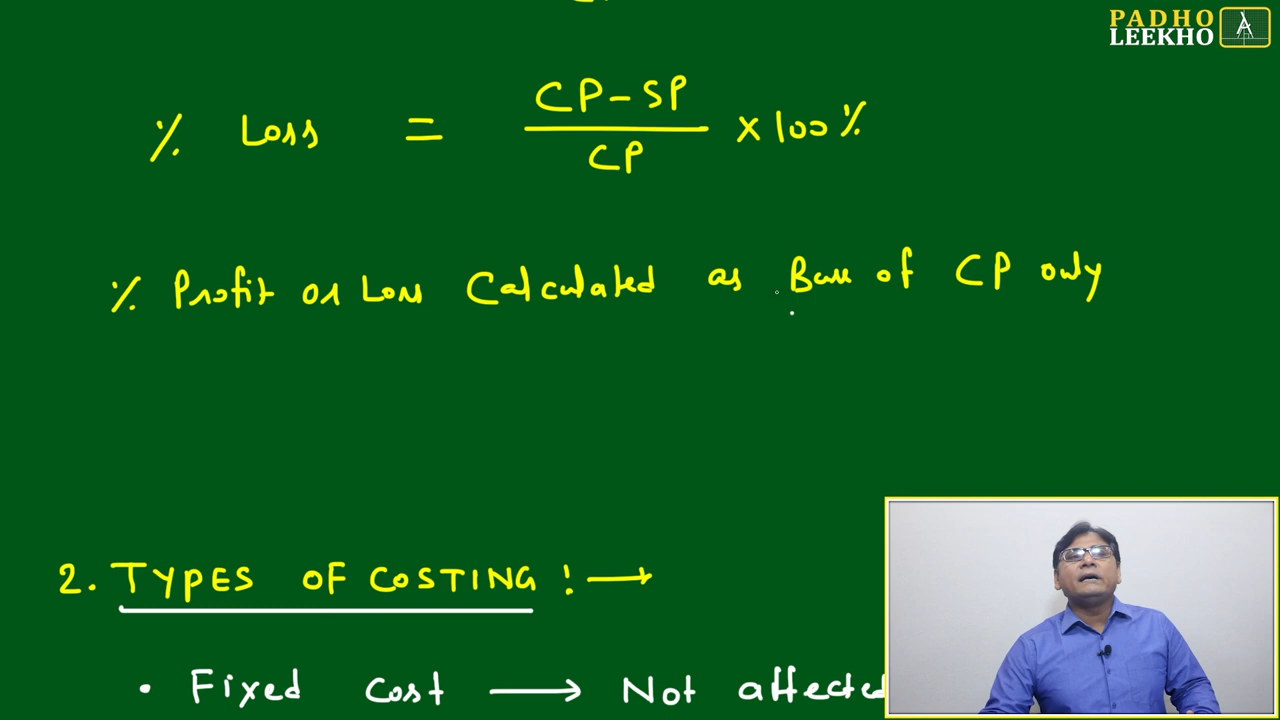 PADHO
LEEKHO
% Loss = CP-SP / CP × 100%
% Profit or Loss Calculated as Base of CP only
2. TYPES OF COSTING :→
• Fixed Cost → Not affected